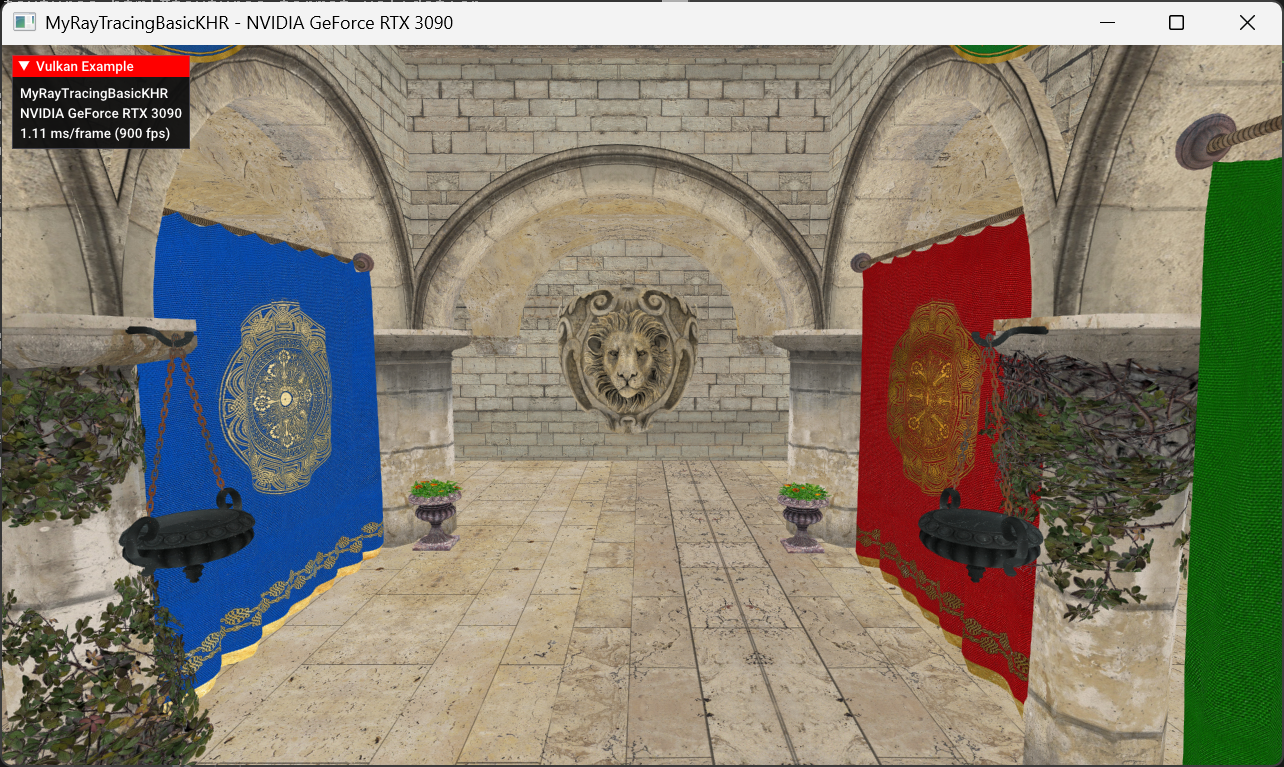 MyRayTracingBasicKHR - NVIDIA GeForce RTX 3090
Vulkan Example
MyRayTracingBasicKHR
NVIDIA GeForce RTX 3090
1.11 ms/frame (900 fps)